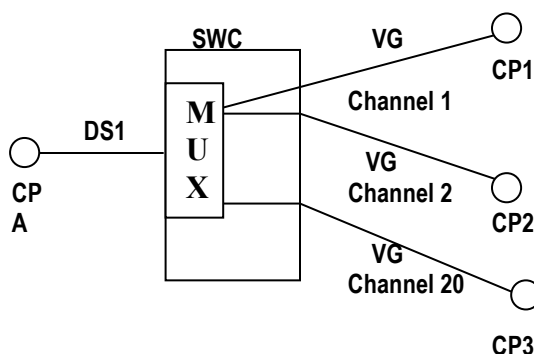 SWC
VG
CP1
Channel 1
DS1
M
U
X
CP
A
VG
Channel 2
CP2
VG
Channel 20
CP3